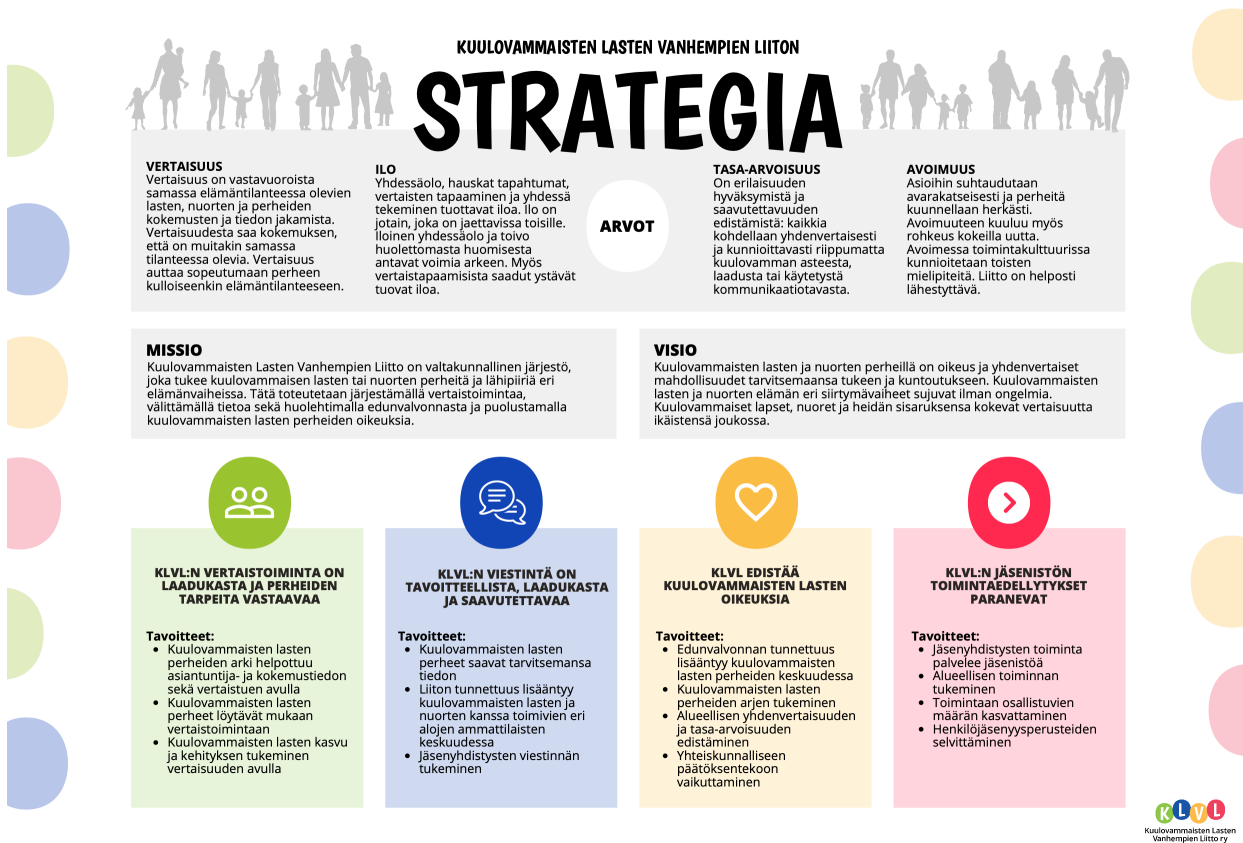 KUULOVAMMAISTEN LASTEN VANHEMPIEN LIITON
STRATEGIA
VERTAISUUS
Vertaisuus on vastavuoroista
samassa elämäntilanteessa olevien
lasten, nuorten ja perheiden
kokemusten ja tiedon jakamista.
Vertaisuudesta saa kokemuksen,
että on muitakin samassa
tilanteessa olevia. Vertaisuus
auttaa sopeutumaan perheen
kulloiseenkin elämäntilanteeseen.
ILO
Yhdessäolo, hauskat tapahtumat,
vertaisten tapaaminen ja yhdessä
tekeminen tuottavat iloa. Ilo on
jotain, joka on jaettavissa toisille.
Iloinen yhdessäolo ja toivo
huolettomasta huomisesta
antavat voimia arkeen. Myös
vertaistapaamisista saadut ystävät
tuovat iloa.
ARVOT
TASA-ARVOISUUS
On erilaisuuden
hyväksymistä ja
saavutettavuuden
edistämistä: kaikkia
kohdellaan yhdenvertaisesti
ja kunnioittavasti riippumatta
kuulovamman asteesta,
laadusta tai käytetystä
kommunikaatiotavasta.
AVOIMUUS
Asioihin suhtaudutaan
avarakatseisesti ja perheitä
kuunnellaan herkästi.
Avoimuuteen kuuluu myös
rohkeus kokeilla uutta.
Avoimessa toimintakulttuurissa
kunnioitetaan toisten
mielipiteitä. Liitto on helposti
lähestyttävä.
MISSIO
Kuulovammaisten Lasten Vanhempien Liitto on valtakunnallinen järjestö,
joka tukee kuulovammaisen lasten tai nuorten perheitä ja lähipiiriä eri
elämänvaiheissa. Tätä toteutetaan järjestämällä vertaistoimintaa,
välittämällä tietoa sekä huolehtimalla edunvalvonnasta ja puolustamalla
kuulovammaisten lasten perheiden oikeuksia.
VISIO
Kuulovammaisten lasten ja nuorten perheillä on oikeus ja yhdenvertaiset
mahdollisuudet tarvitsemaansa tukeen ja kuntoutukseen. Kuulovammaisten
lasten ja nuorten elämän eri siirtymävaiheet sujuvat ilman ongelmia.
Kuulovammaiset lapset, nuoret ja heidän sisaruksensa kokevat vertaisuutta
ikäistensä joukossa.
KLVL:N VERTAISTOIMINTA ON
LAADUKASTA JA PERHEIDEN
TARPEITA VASTAAVAA
Tavoitteet:
• Kuulovammaisten lasten
perheiden arki helpottuu
asiantuntija- ja kokemustiedon
sekä vertaistuen avulla
• Kuulovammaisten lasten
perheet löytävät mukaan
vertaistoimintaan
• Kuulovammaisten lasten kasvu
ja kehityksen tukeminen
vertaisuuden avulla
KLVL:N VIESTINTÄ ON
TAVOITTEELLISTA, LAADUKASTA
JA SAAVUTETTAVAA
Tavoitteet:
• Kuulovammaisten lasten
perheet saavat tarvitsemansa
tiedon
• Liiton tunnettuus lisääntyy
kuulovammaisten lasten ja
nuorten kanssa toimivien eri
alojen ammattilaisten
keskuudessa
• Jäsenyhdistysten viestinnän
tukeminen
KLVL EDISTÄÄ
KUULOVAMMAISTEN LASTEN
OIKEUKSIA
Tavoitteet:
• Edunvalvonnan tunnettuus
lisääntyy kuulovammaisten
lasten perheiden keskuudessa
• Kuulovammaisten lasten
perheiden arjen tukeminen
• Alueellisen yhdenvertaisuuden
ja tasa-arvoisuuden
edistäminen
• Yhteiskunnalliseen
päätöksentekoon
vaikuttaminen
KLVL:N JÄSENISTÖN
TOIMINTAEDELLYTYKSET
PARANEVAT
Tavoitteet:
• Jäsenyhdistysten toiminta
palvelee jäsenistöä
• Alueellisen toiminnan
tukeminen
• Toimintaan osallistuvien
määrän kasvattaminen
• Henkilöjäsenyysperusteiden
selvittäminen
KLVL
Kuulovammaisten Lasten
Vanhempien Liitto ry